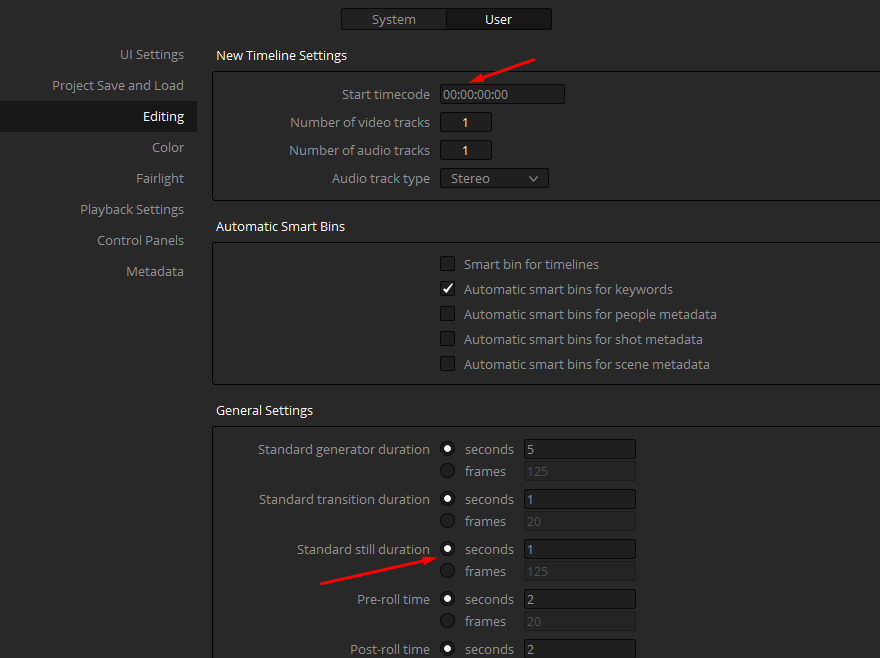 System User
UI Settings
Project Save and Load
Editing
Color
Fairlight
Playback Settings
Control Panels
Metadata
New Timeline Settings
Start timecode 00:00:00:00
Number of video tracks 1
Number of audio tracks 1
Audio track type Stereo
Automatic Smart Bins
Smart bin for timelines
Automatic smart bins for keywords
Automatic smart bins for people metadata
Automatic smart bins for shot metadata
Automatic smart bins for scene metadata
General Settings
Standard generator duration seconds 5
frames 125
Standard transition duration seconds 1
frames 20
Standard still duration seconds 1
frames 125
Pre-roll time seconds 2
frames 20
Post-roll time seconds 2